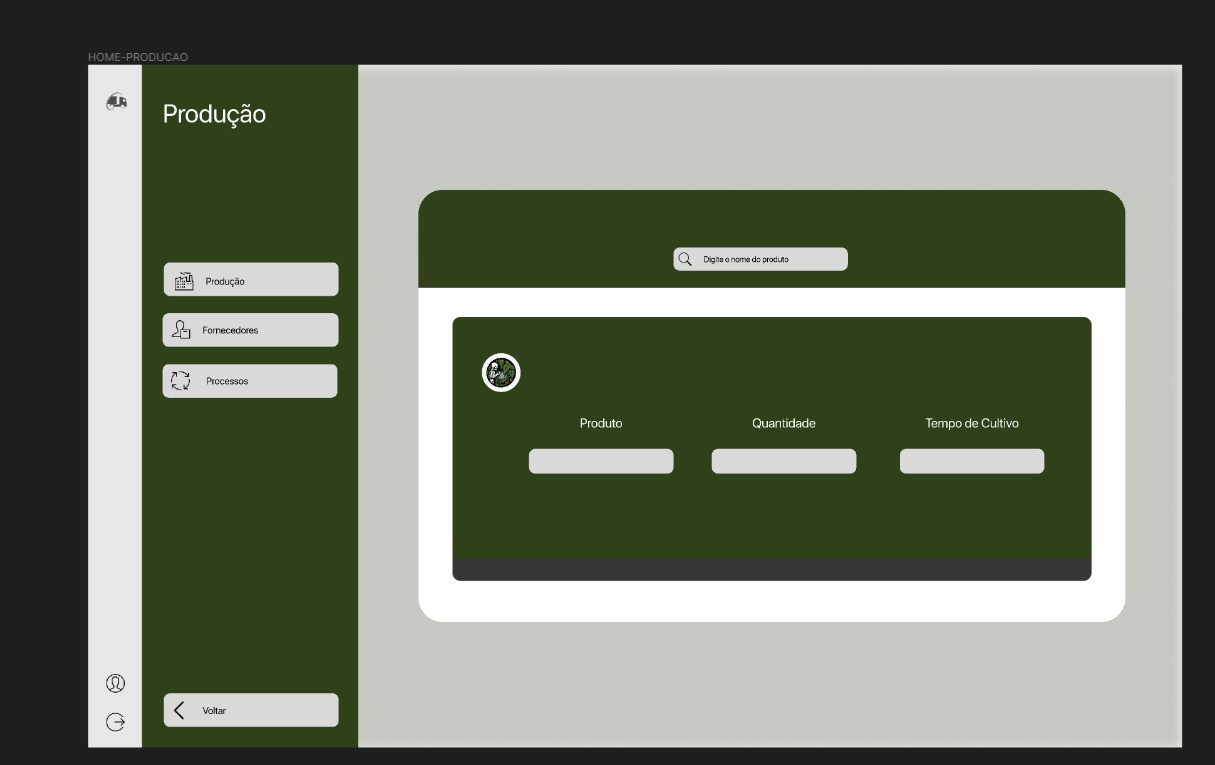 HOME-PRODUCAO
Produção
Digite o nome do produto
Produção
Fornecedores
Processos
Produto
Quantidade
Tempo de Cultivo
Voltar